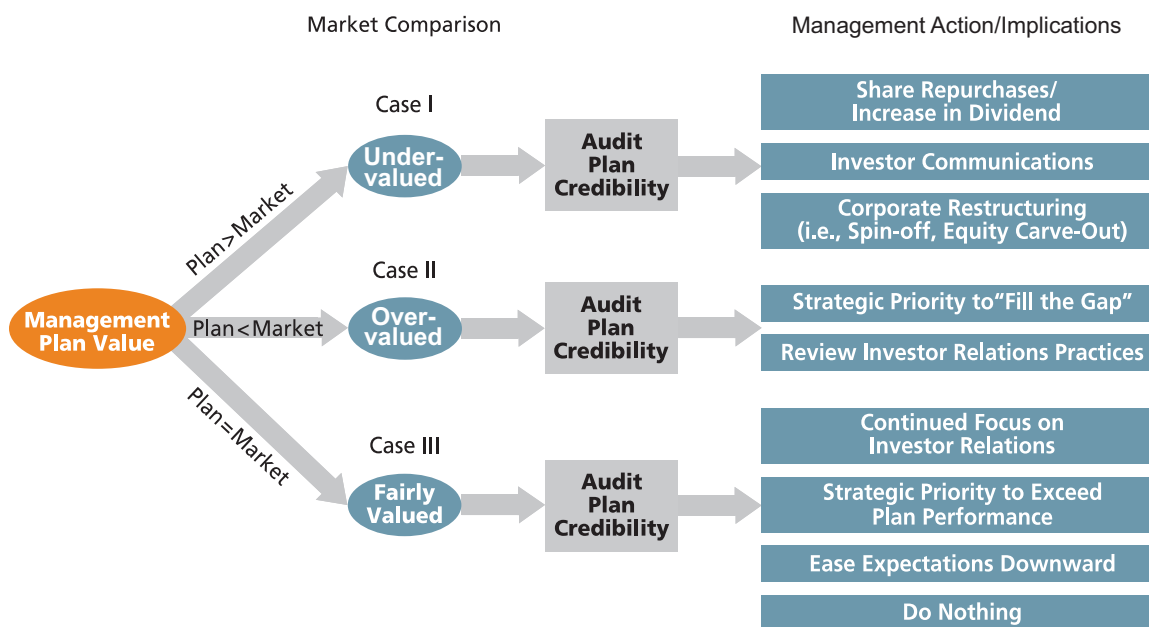 Market Comparison
Management Action/Implications
Management
Plan Value
Plan>Market
Case I
Under-
valued
Audit
Plan
Credibility
Share Repurchases/
Increase in Dividend
Investor Communications
Corporate Restructuring
(i.e., Spin-off, Equity Carve-Out)
Plan<Market
Case II
Over-
valued
Audit
Plan
Credibility
Strategic Priority to“Fill the Gap”
Review Investor Relations Practices
Plan=Market
Case III
Fairly
Valued
Audit
Plan
Credibility
Continued Focus on
Investor Relations
Strategic Priority to Exceed
Plan Performance
Ease Expectations Downward
Do Nothing